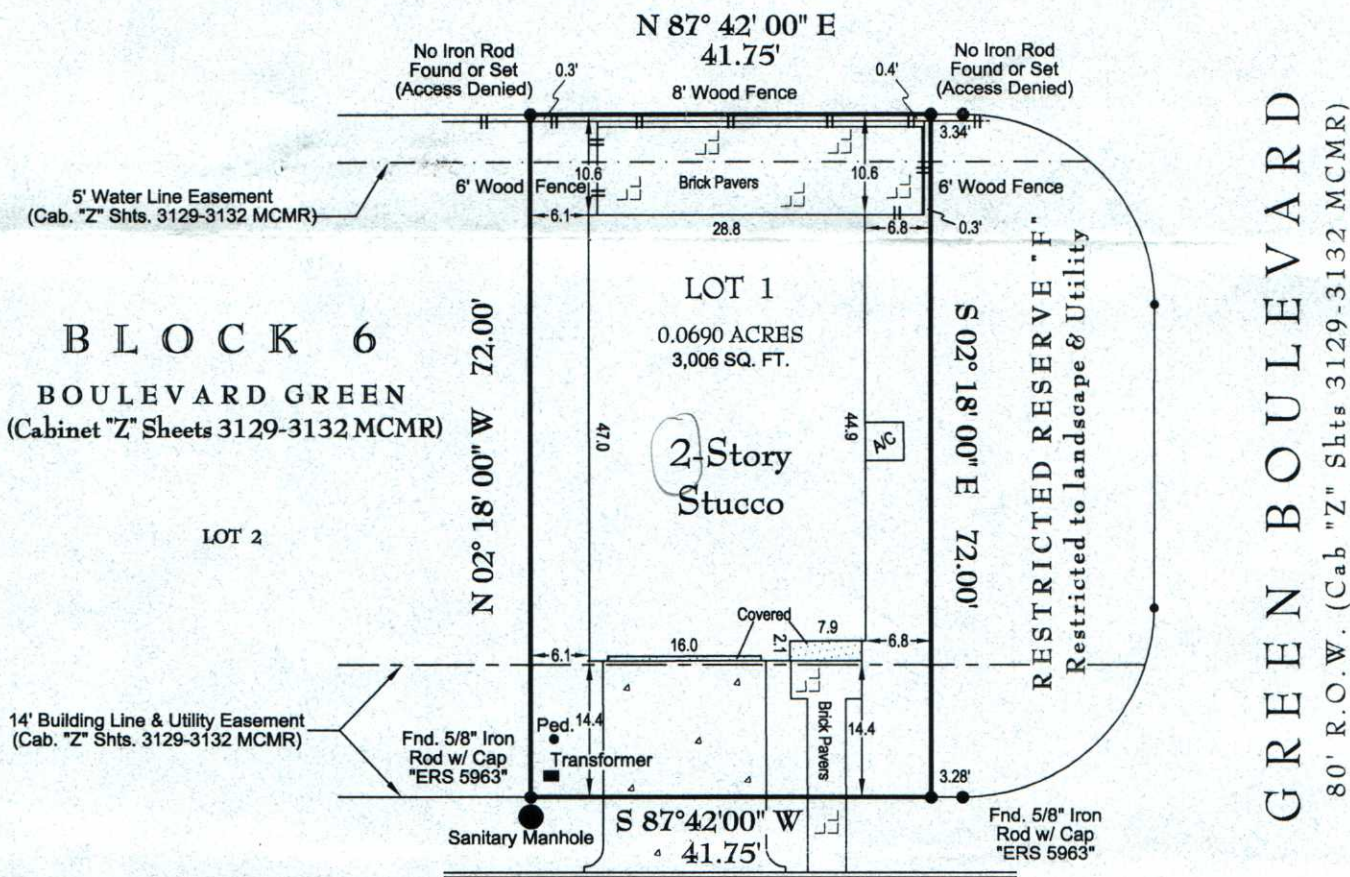 N 87° 42' 00" E
41.75'
No Iron Rod
Found or Set
(Access Denied)
0.3'
8' Wood Fence
0.4'
No Iron Rod
Found or Set
(Access Denied)
3.34'
5' Water Line Easement
(Cab. "Z" Shts. 3129-3132 MCMR)
6' Wood Fence
10.6
Brick Pavers
10.6
6' Wood Fence
6.1
28.8
6.8
0.3'
LOT 1
0.0690 ACRES
3,006 SQ. FT.
BLOCK 6
BOULEVARD GREEN
(Cabinet "Z" Sheets 3129-3132 MCMR)
LOT 2
N 02° 18' 00" W 72.00'
47.0
2-Story
Stucco
44.9
A/C
S 02° 18' 00" E 72.00'
RESTRICTED RESERVE "F"
Restricted to landscape & Utility
GREEN BOULEVARD
80' R.O.W. (Cab "Z" Shts 3129-3132 MCMR)
Covered
7.9
16.0
2.1
6.1
6.8
14' Building Line & Utility Easement
(Cab. "Z" Shts. 3129-3132 MCMR)
Fnd. 5/8" Iron
Rod w/ Cap
"ERS 5963"
Ped.
14.4
Transformer
Brick Pavers
14.4
3.28'
Sanitary Manhole
S 87°42'00" W
41.75'
Fnd. 5/8" Iron
Rod w/ Cap
"ERS 5963"